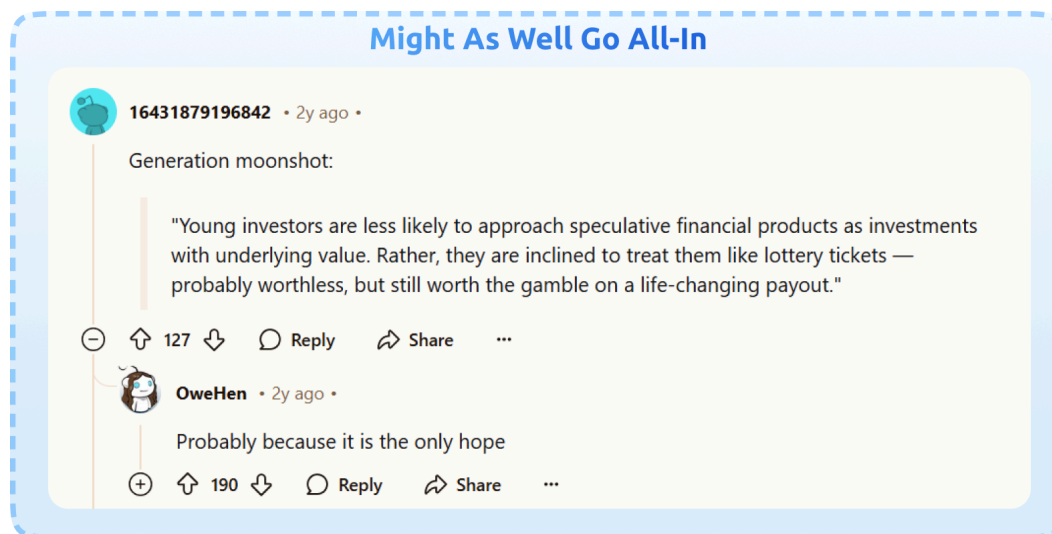 Might As Well Go All-In
16431879196842 • 2y ago •
Generation moonshot:
"Young investors are less likely to approach speculative financial products as investments
with underlying value. Rather, they are inclined to treat them like lottery tickets —
probably worthless, but still worth the gamble on a life-changing payout."
127 Reply Share ···
OweHen • 2y ago •
Probably because it is the only hope
190 Reply Share ···